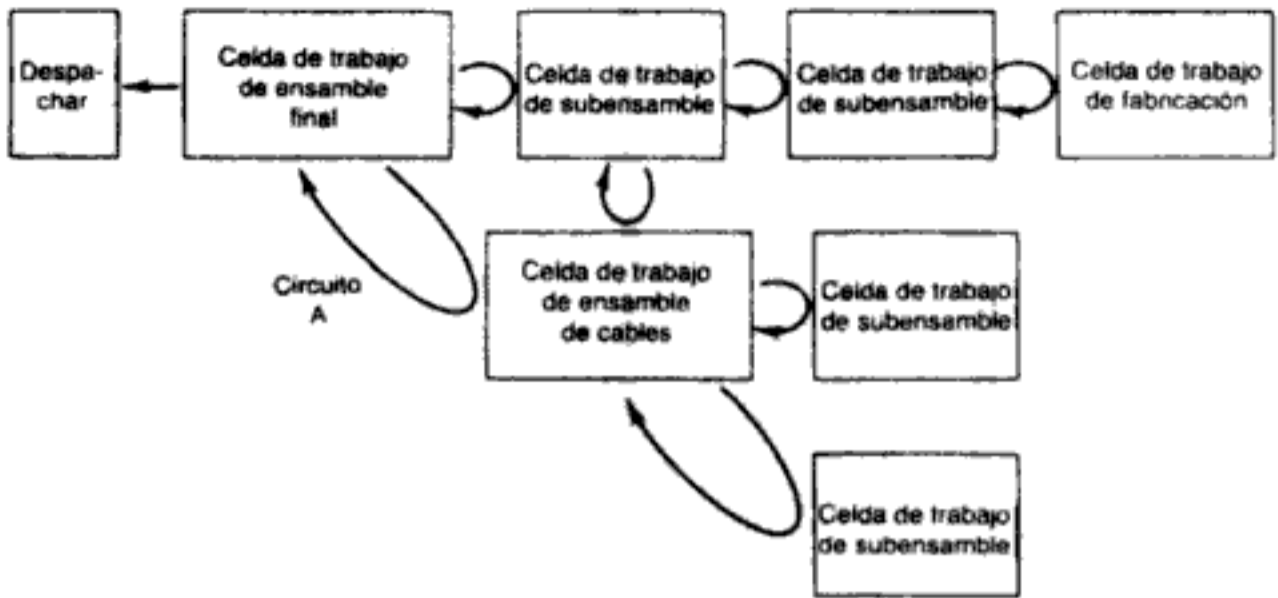 Despa-
char
Celda de trabajo
de ensamble
final
Celda de trabajo
de subensamble
Celda de trabajo
de subensamble
Celda de trabajo
de fabricación
Circuito
A
Celda de trabajo
de ensamble
de cables
Celda de trabajo
de subensamble
Celda de trabajo
de subensamble